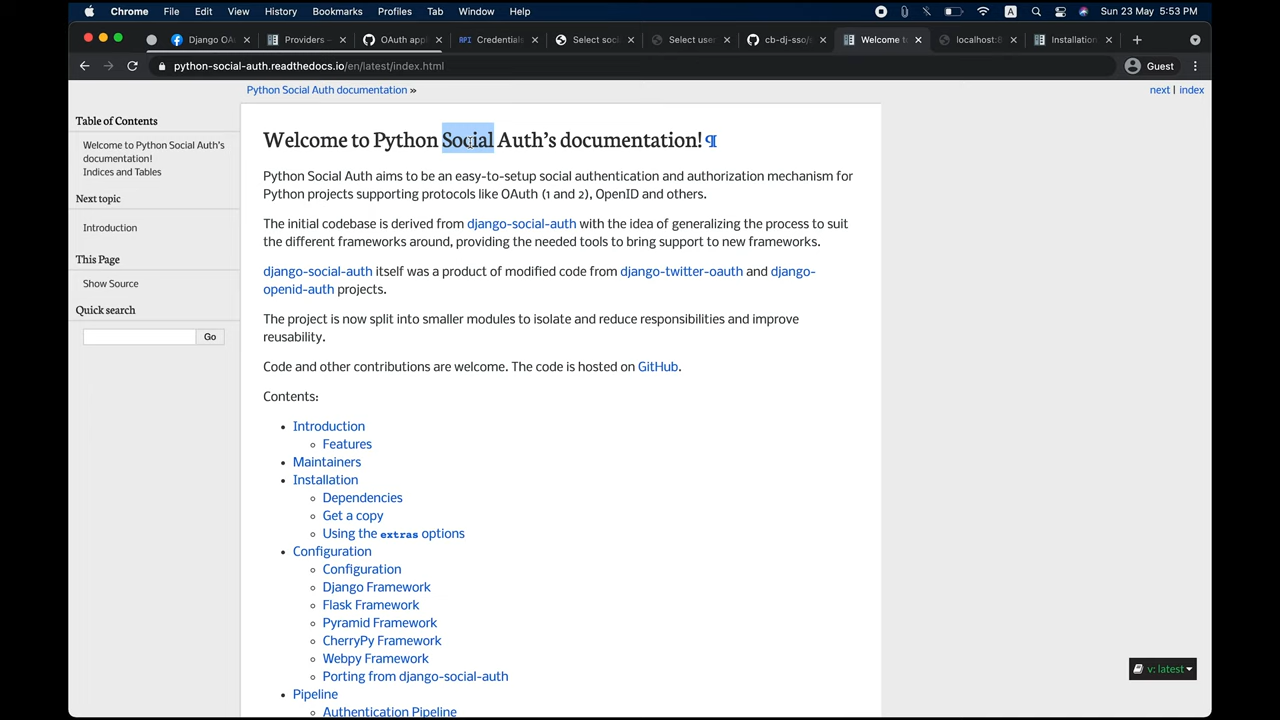 Chrome File Edit View History Bookmarks Profiles Tab Window Help A Sun 23 May 5:53 PM
Django OA Providers - OAuth app API Credentials Select soc Select user cb-dj-sso/ Welcome to localhost:8 Installation
python-social-auth.readthedocs.io/en/latest/index.html Guest
Python Social Auth documentation » next | index
Table of Contents
Welcome to Python Social Auth's
documentation!
Indices and Tables
Next topic
Introduction
This Page
Show Source
Quick search
Go
Welcome to Python Social Auth's documentation! ¶
Python Social Auth aims to be an easy-to-setup social authentication and authorization mechanism for
Python projects supporting protocols like OAuth (1 and 2), OpenID and others.
The initial codebase is derived from django-social-auth with the idea of generalizing the process to suit
the different frameworks around, providing the needed tools to bring support to new frameworks.
django-social-auth itself was a product of modified code from django-twitter-oauth and django-
openid-auth projects.
The project is now split into smaller modules to isolate and reduce responsibilities and improve
reusability.
Code and other contributions are welcome. The code is hosted on GitHub.
Contents:
Introduction
Features
Maintainers
Installation
Dependencies
Get a copy
Using the extras options
Configuration
Configuration
Django Framework
Flask Framework
Pyramid Framework
CherryPy Framework
Webpy Framework
Porting from django-social-auth
Pipeline
Authentication Pipeline
v: latest